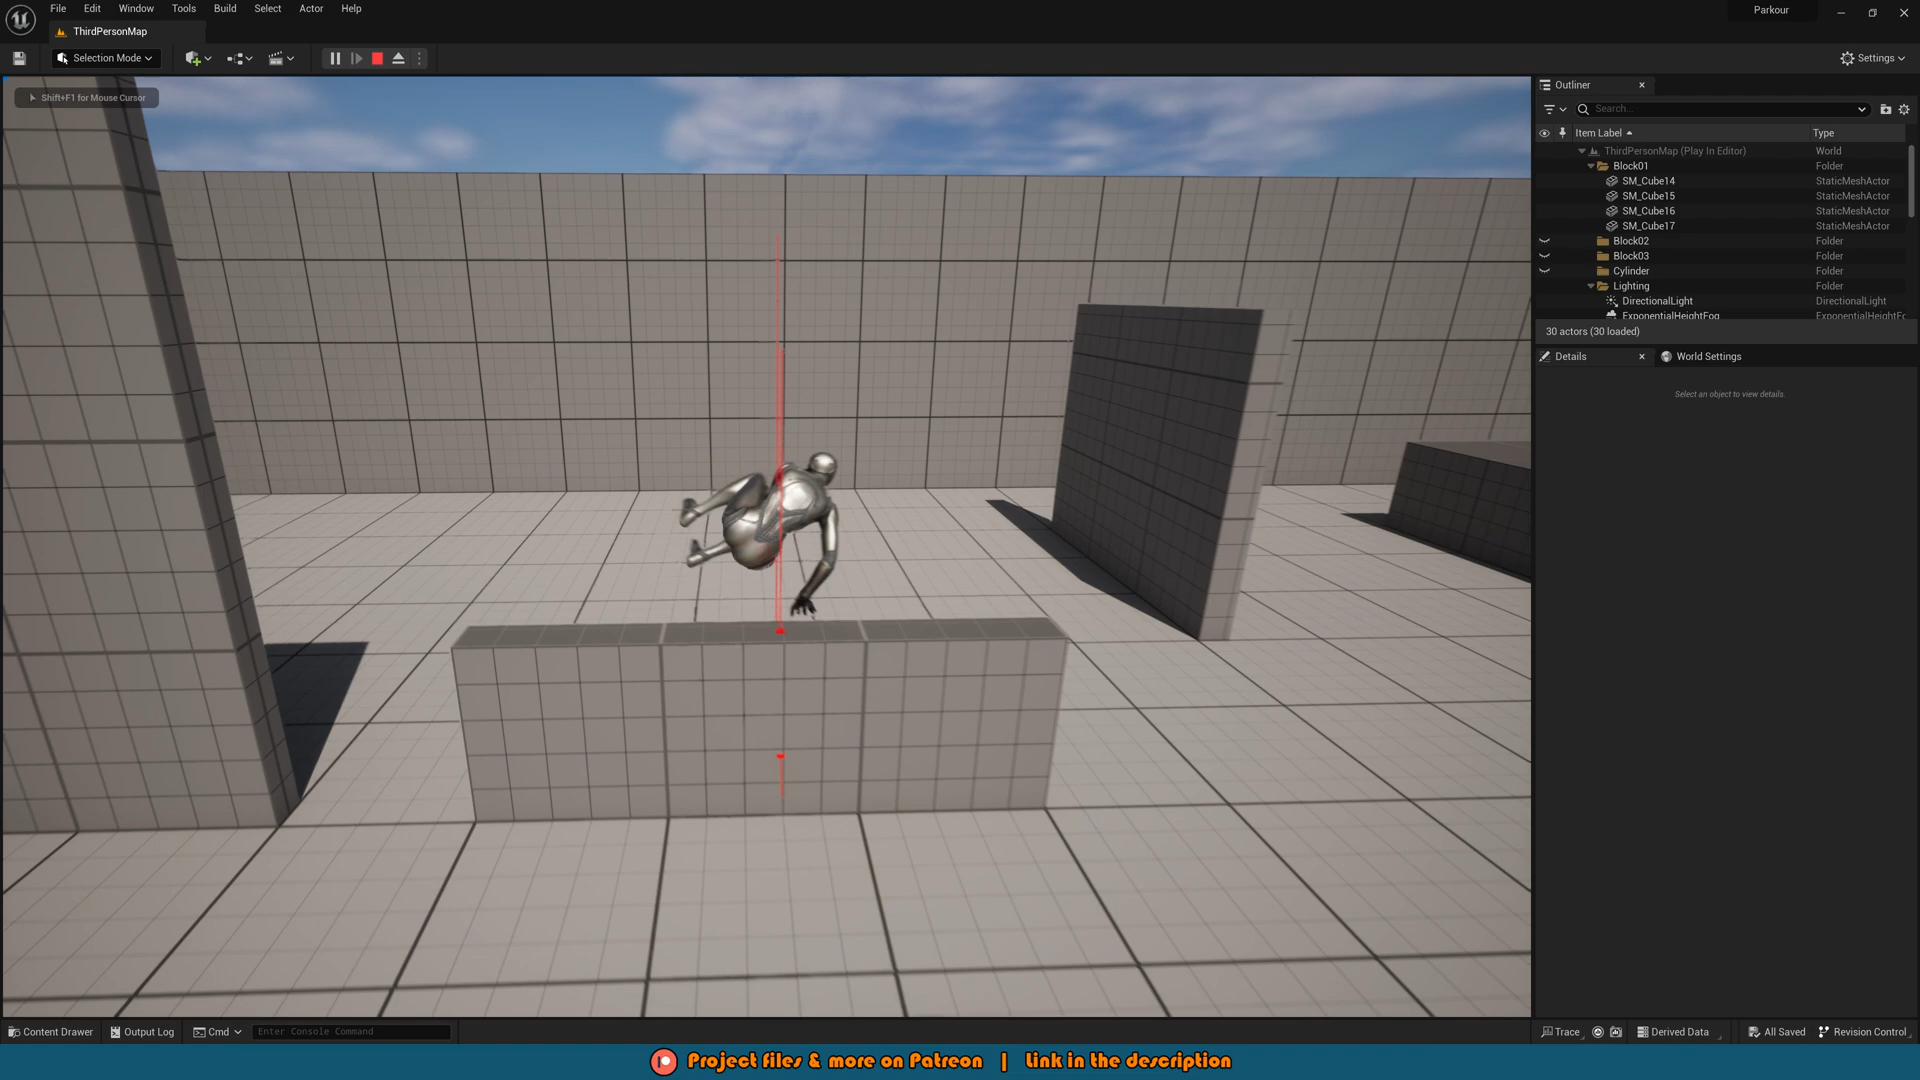 File Edit Window Tools Build Select Actor Help
Parkour
ThirdPersonMap
Selection Mode
Settings
Shift+F1 for Mouse Cursor
Outliner
Search...
Item Label Type
ThirdPersonMap (Play In Editor) World
Block01 Folder
SM_Cube14 StaticMeshActor
SM_Cube15 StaticMeshActor
SM_Cube16 StaticMeshActor
SM_Cube17 StaticMeshActor
Block02 Folder
Block03 Folder
Cylinder Folder
Lighting Folder
DirectionalLight DirectionalLight
ExponentialHeightFog ExponentialHeightFo
30 actors (30 loaded)
Details World Settings
Select an object to view details.
Content Drawer Output Log Cmd Enter Console Command Trace Derived Data All Saved Revision Control
Project files & more on Patreon | Link in the description